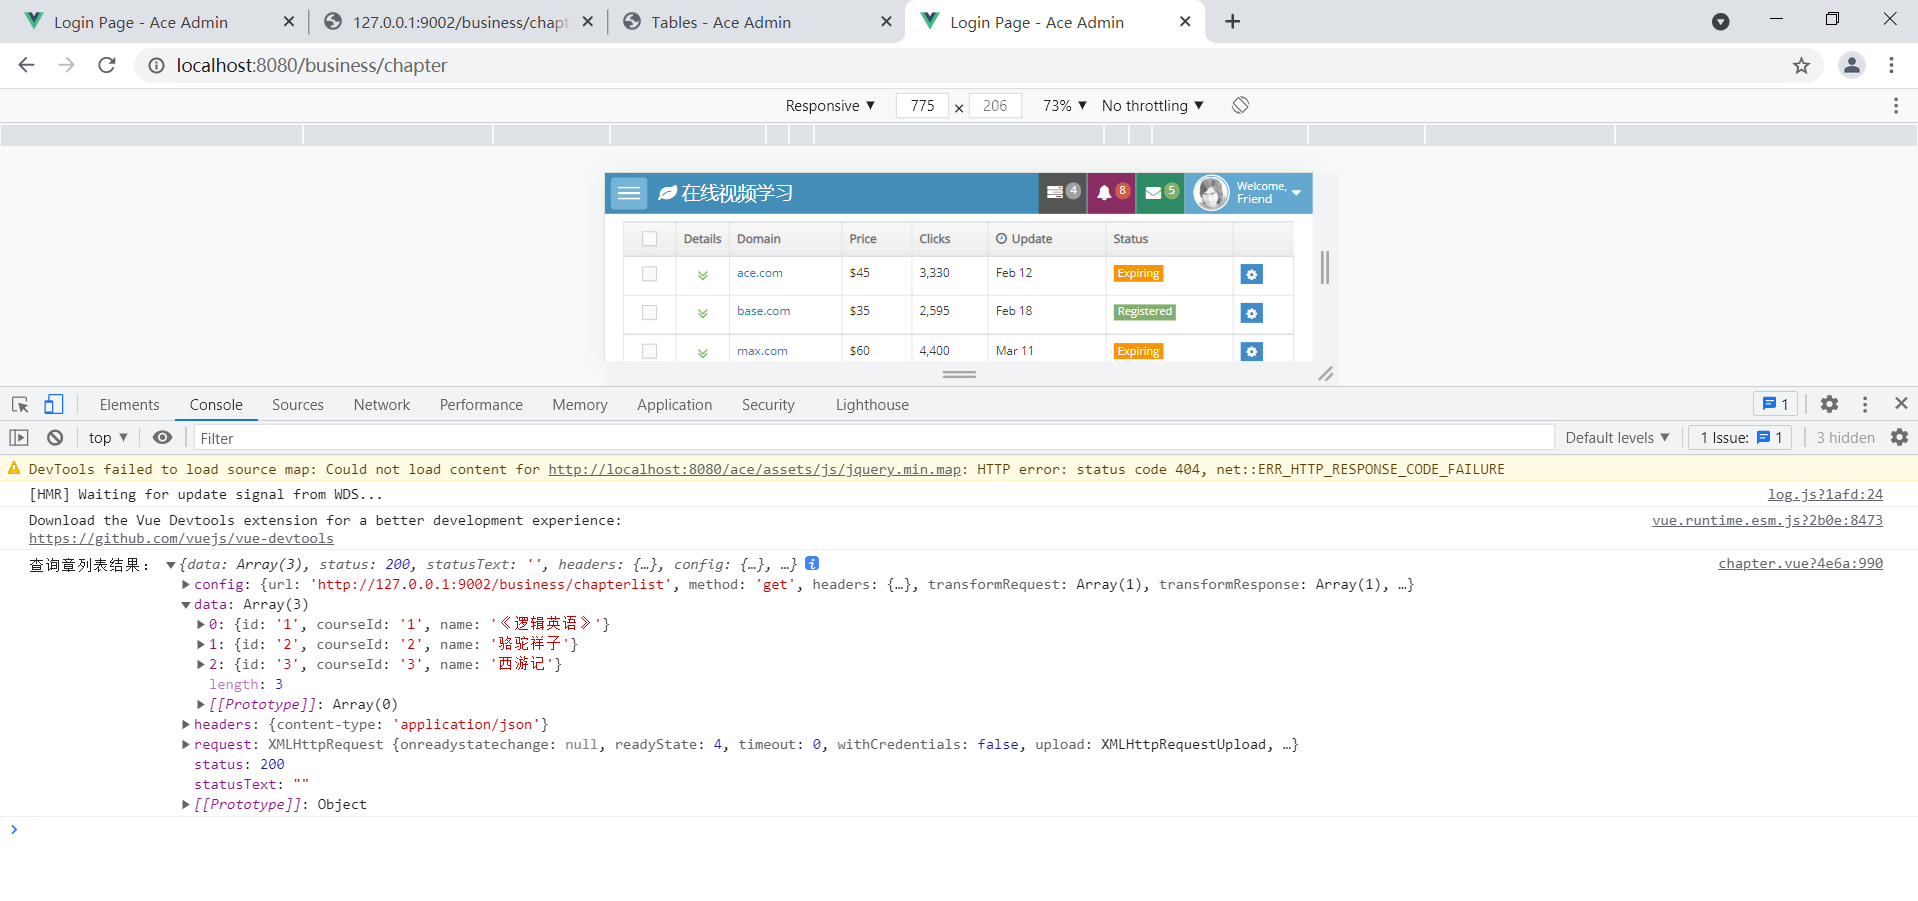 Login Page - Ace Admin
127.0.0.1:9002/business/chapt
Tables - Ace Admin
Login Page - Ace Admin
localhost:8080/business/chapter
Responsive ▼ 775 × 206 73% ▼ No throttling ▼
在线视频学习 4 8 5 Welcome,
Friend
Details Domain Price Clicks Update Status
ace.com $45 3,330 Feb 12 Expiring
base.com $35 2,595 Feb 18 Registered
max.com $60 4,400 Mar 11 Expiring
Elements Console Sources Network Performance Memory Application Security Lighthouse 1
top ▼ Filter Default levels ▼ 1 Issue: 1 3 hidden
DevTools failed to load source map: Could not load content for http://localhost:8080/ace/assets/js/jquery.min.map: HTTP error: status code 404, net::ERR_HTTP_RESPONSE_CODE_FAILURE
[HMR] Waiting for update signal from WDS... log.js?1afd:24
Download the Vue Devtools extension for a better development experience: vue.runtime.esm.js?2b0e:8473
https://github.com/vuejs/vue-devtools
查询章列表结果： ▼{data: Array(3), status: 200, statusText: '', headers: {…}, config: {…}, …} i chapter.vue?4e6a:990
▶config: {url: 'http://127.0.0.1:9002/business/chapterlist', method: 'get', headers: {…}, transformRequest: Array(1), transformResponse: Array(1), …}
▼data: Array(3)
▶0: {id: '1', courseId: '1', name: '《逻辑英语》'}
▶1: {id: '2', courseId: '2', name: '骆驼祥子'}
▶2: {id: '3', courseId: '3', name: '西游记'}
length: 3
▶[[Prototype]]: Array(0)
▶headers: {content-type: 'application/json'}
▶request: XMLHttpRequest {onreadystatechange: null, readyState: 4, timeout: 0, withCredentials: false, upload: XMLHttpRequestUpload, …}
status: 200
statusText: ""
▶[[Prototype]]: Object